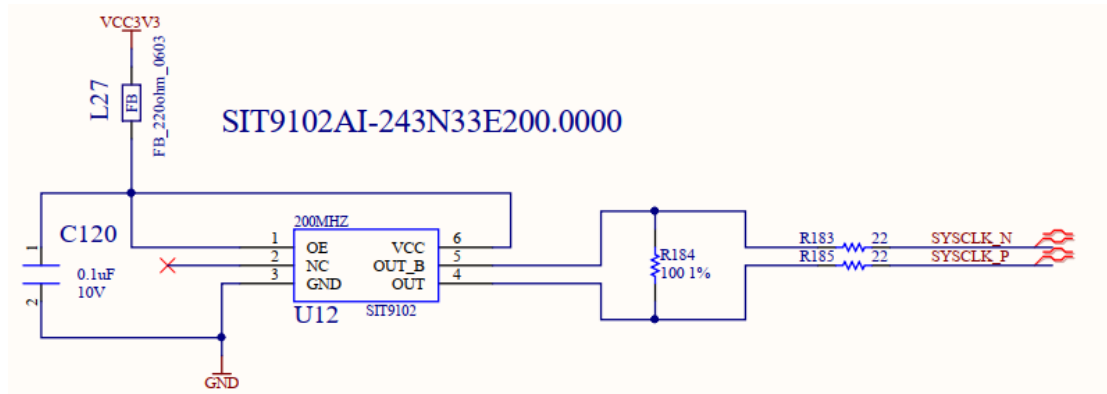 VCC3V3
L27
FB
FB_220ohm_0603
SIT9102AI-243N33E200.0000
C120
1
0.1uF
10V
2
200MHZ
1 OE VCC 6
2 NC OUT_B 5
3 GND OUT 4
U12 SIT9102
R184
100 1%
R183 22 SYSCLK_N
R185 22 SYSCLK_P
GND